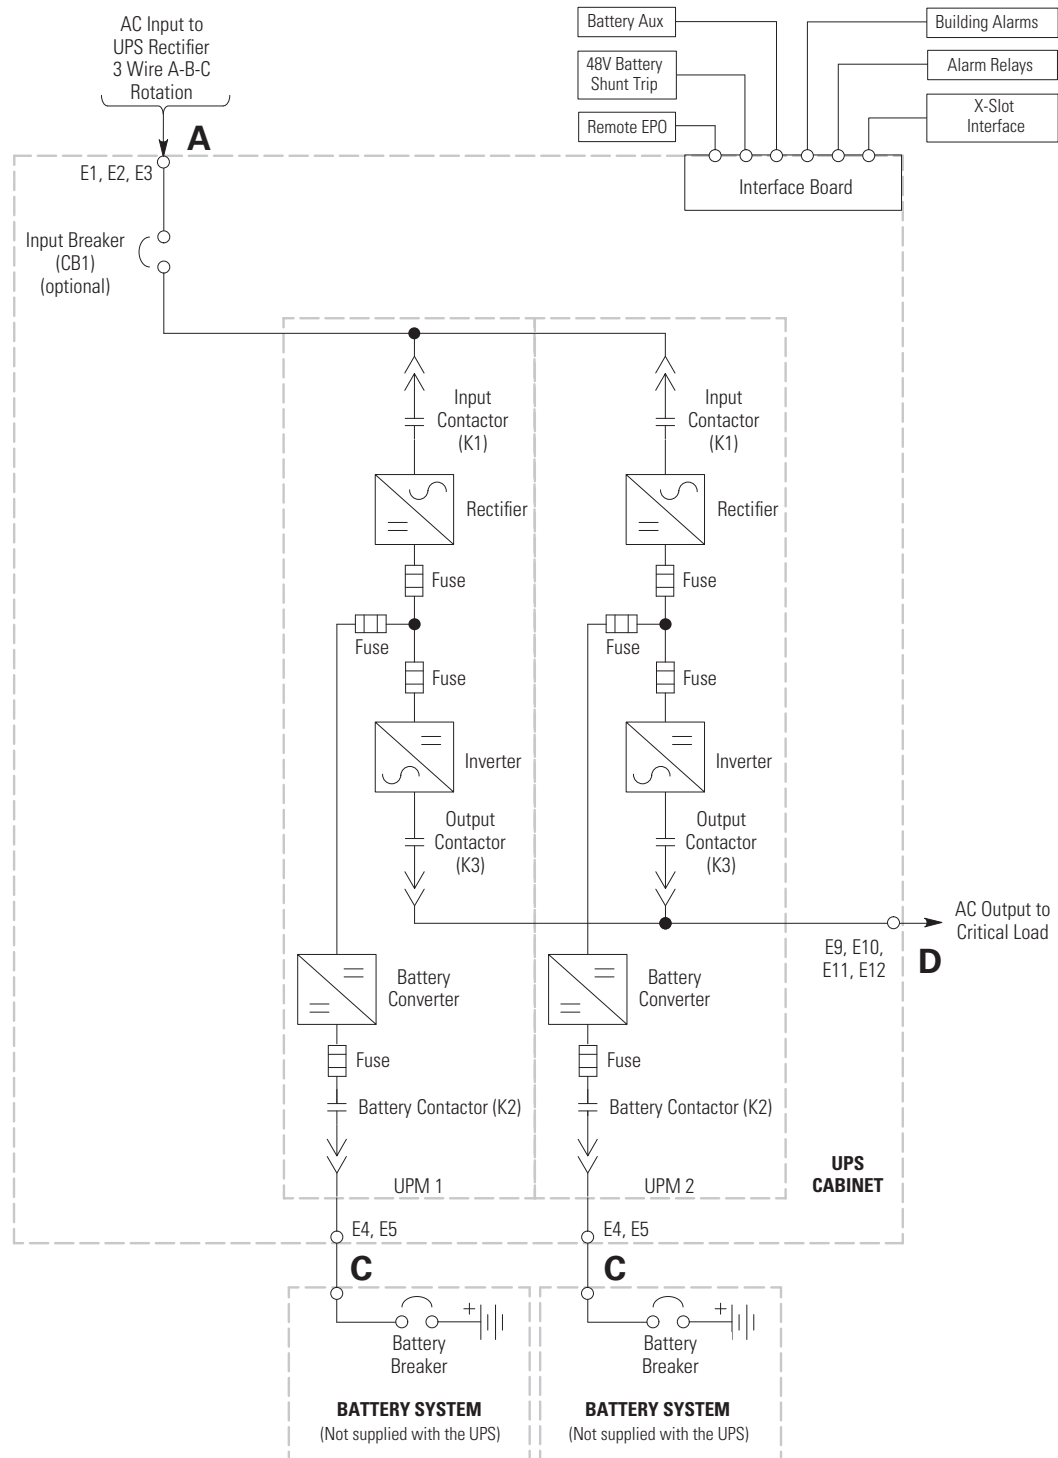 AC Input to
UPS Rectifier
3 Wire A-B-C
Rotation
A
E1, E2, E3
Input Breaker
(CB1)
(optional)
Battery Aux
48V Battery
Shunt Trip
Remote EPO
Building Alarms
Alarm Relays
X-Slot
Interface
Interface Board
Input
Contactor
(K1)
Input
Contactor
(K1)
Rectifier
Rectifier
Fuse
Fuse
Fuse
Fuse
Fuse
Fuse
Inverter
Inverter
Output
Contactor
(K3)
Output
Contactor
(K3)
AC Output to
Critical Load
E9, E10,
E11, E12
D
Battery
Converter
Battery
Converter
Fuse
Fuse
Battery Contactor (K2)
Battery Contactor (K2)
UPM 1
UPM 2
UPS
CABINET
E4, E5
E4, E5
C
C
+
Battery
Breaker
+
Battery
Breaker
BATTERY SYSTEM
(Not supplied with the UPS)
BATTERY SYSTEM
(Not supplied with the UPS)